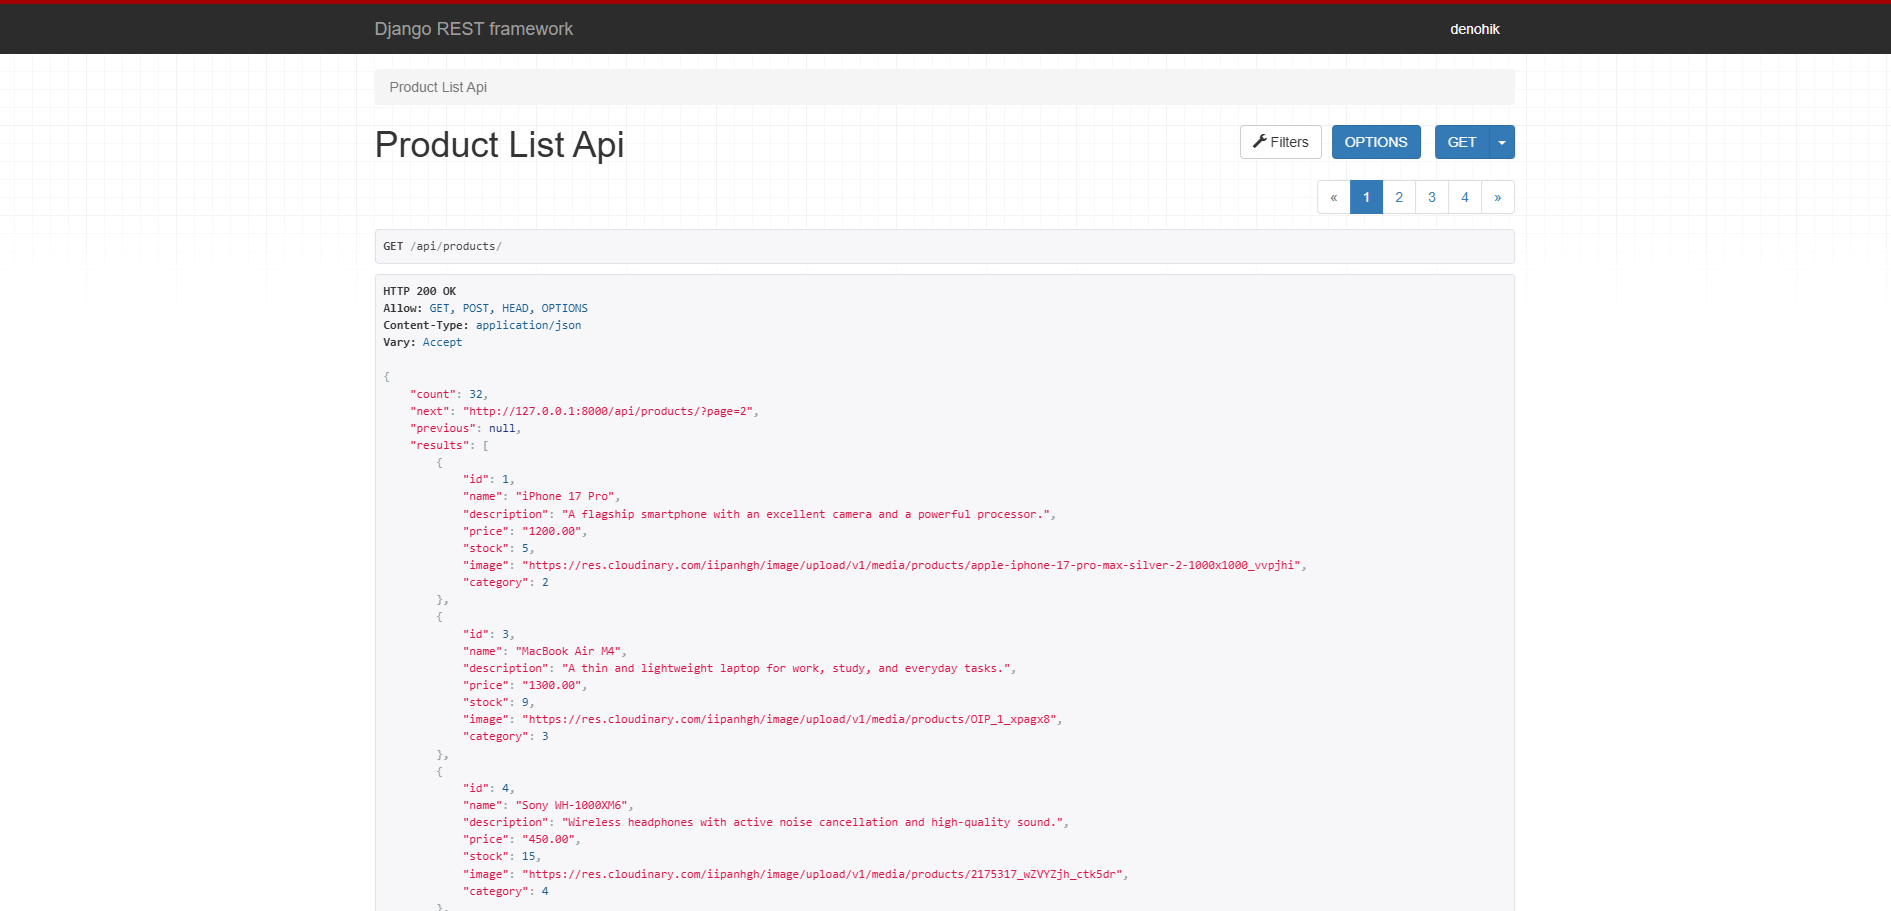 Django REST framework
denohik
Product List Api
Product List Api
Filters
OPTIONS
GET
« 1 2 3 4 »
GET /api/products/
HTTP 200 OK
Allow: GET, POST, HEAD, OPTIONS
Content-Type: application/json
Vary: Accept
{
    "count": 32,
    "next": "http://127.0.0.1:8000/api/products/?page=2",
    "previous": null,
    "results": [
        {
            "id": 1,
            "name": "iPhone 17 Pro",
            "description": "A flagship smartphone with an excellent camera and a powerful processor.",
            "price": "1200.00",
            "stock": 5,
            "image": "https://res.cloudinary.com/iipanhgh/image/upload/v1/media/products/apple-iphone-17-pro-max-silver-2-1000x1000_vvpjhi",
            "category": 2
        },
        {
            "id": 3,
            "name": "MacBook Air M4",
            "description": "A thin and lightweight laptop for work, study, and everyday tasks.",
            "price": "1300.00",
            "stock": 9,
            "image": "https://res.cloudinary.com/iipanhgh/image/upload/v1/media/products/OIP_1_xpagx8",
            "category": 3
        },
        {
            "id": 4,
            "name": "Sony WH-1000XM6",
            "description": "Wireless headphones with active noise cancellation and high-quality sound.",
            "price": "450.00",
            "stock": 15,
            "image": "https://res.cloudinary.com/iipanhgh/image/upload/v1/media/products/2175317_wZVYZjh_ctk5dr",
            "category": 4
        },